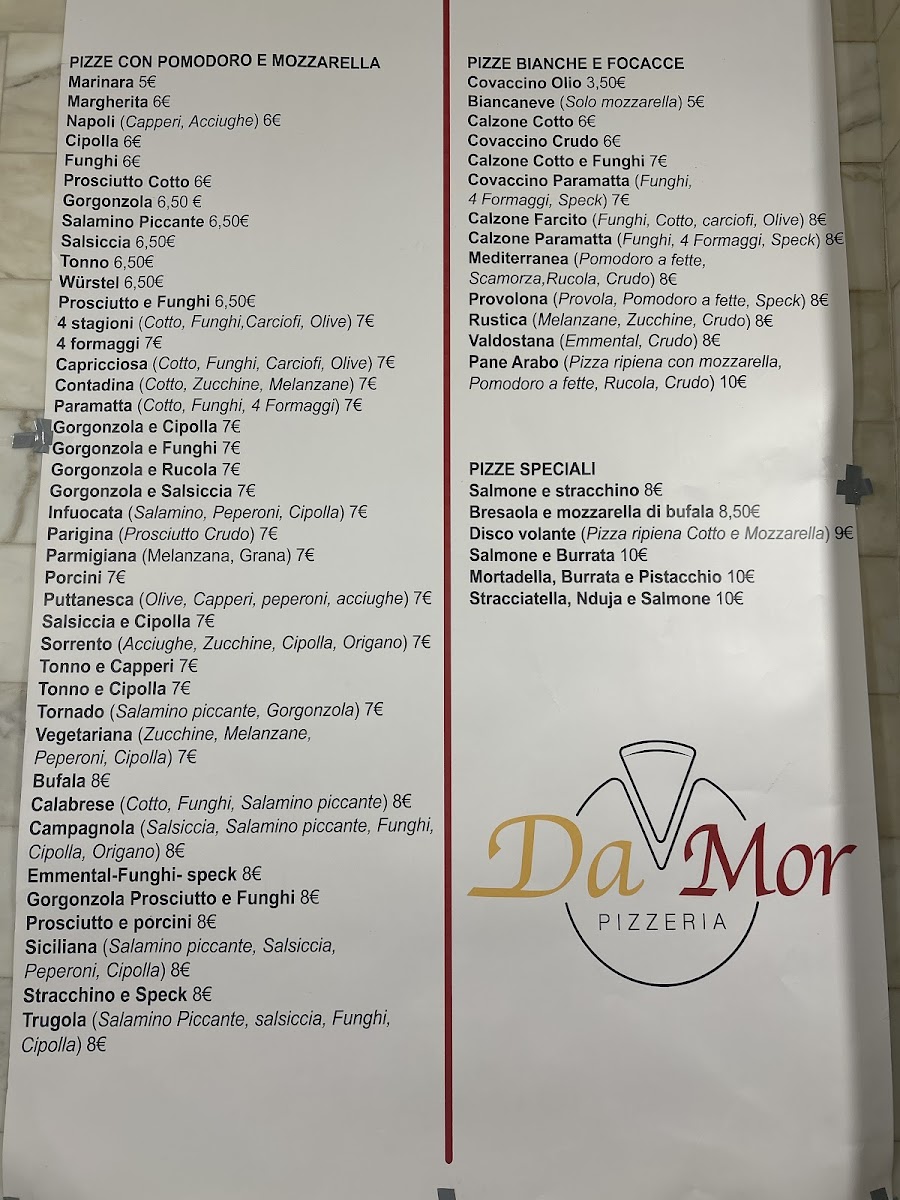 PIZZE CON POMODORO E MOZZARELLA
Marinara 5€
Margherita 6€
Napoli (Capperi, Acciughe) 6€
Cipolla 6€
Funghi 6€
Prosciutto Cotto 6€
Gorgonzola 6,50 €
Salamino Piccante 6,50€
Salsiccia 6,50€
Tonno 6,50€
Würstel 6,50€
Prosciutto e Funghi 6,50€
4 stagioni (Cotto, Funghi,Carciofi, Olive) 7€
4 formaggi 7€
Capricciosa (Cotto, Funghi, Carciofi, Olive) 7€
Contadina (Cotto, Zucchine, Melanzane) 7€
Paramatta (Cotto, Funghi, 4 Formaggi) 7€
Gorgonzola e Cipolla 7€
Gorgonzola e Funghi 7€
Gorgonzola e Rucola 7€
Gorgonzola e Salsiccia 7€
Infuocata (Salamino, Peperoni, Cipolla) 7€
Parigina (Prosciutto Crudo) 7€
Parmigiana (Melanzana, Grana) 7€
Porcini 7€
Puttanesca (Olive, Capperi, peperoni, acciughe) 7€
Salsiccia e Cipolla 7€
Sorrento (Acciughe, Zucchine, Cipolla, Origano) 7€
Tonno e Capperi 7€
Tonno e Cipolla 7€
Tornado (Salamino piccante, Gorgonzola) 7€
Vegetariana (Zucchine, Melanzane,
Peperoni, Cipolla) 7€
Bufala 8€
Calabrese (Cotto, Funghi, Salamino piccante) 8€
Campagnola (Salsiccia, Salamino piccante, Funghi,
Cipolla, Origano) 8€
Emmental-Funghi- speck 8€
Gorgonzola Prosciutto e Funghi 8€
Prosciutto e porcini 8€
Siciliana (Salamino piccante, Salsiccia,
Peperoni, Cipolla) 8€
Stracchino e Speck 8€
Trugola (Salamino Piccante, salsiccia, Funghi,
Cipolla) 8€
PIZZE BIANCHE E FOCACCE
Covaccino Olio 3,50€
Biancaneve (Solo mozzarella) 5€
Calzone Cotto 6€
Covaccino Crudo 6€
Calzone Cotto e Funghi 7€
Covaccino Paramatta (Funghi,
4 Formaggi, Speck) 7€
Calzone Farcito (Funghi, Cotto, carciofi, Olive) 8€
Calzone Paramatta (Funghi, 4 Formaggi, Speck) 8€
Mediterranea (Pomodoro a fette,
Scamorza,Rucola, Crudo) 8€
Provolona (Provola, Pomodoro a fette, Speck) 8€
Rustica (Melanzane, Zucchine, Crudo) 8€
Valdostana (Emmental, Crudo) 8€
Pane Arabo (Pizza ripiena con mozzarella,
Pomodoro a fette, Rucola, Crudo) 10€
PIZZE SPECIALI
Salmone e stracchino 8€
Bresaola e mozzarella di bufala 8,50€
Disco volante (Pizza ripiena Cotto e Mozzarella) 9€
Salmone e Burrata 10€
Mortadella, Burrata e Pistacchio 10€
Stracciatella, Nduja e Salmone 10€
Da Mor
PIZZERIA